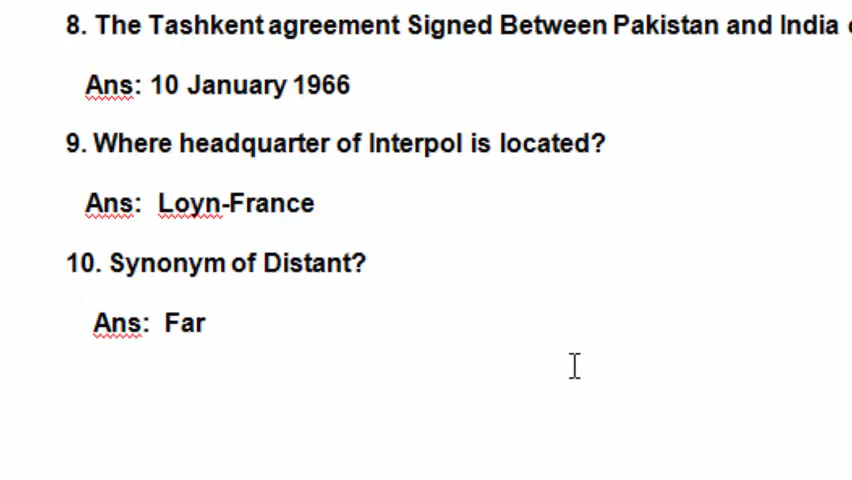 8. The Tashkent agreement Signed Between Pakistan and India
Ans: 10 January 1966
9. Where headquarter of Interpol is located?
Ans: Loyn-France
10. Synonym of Distant?
Ans: Far